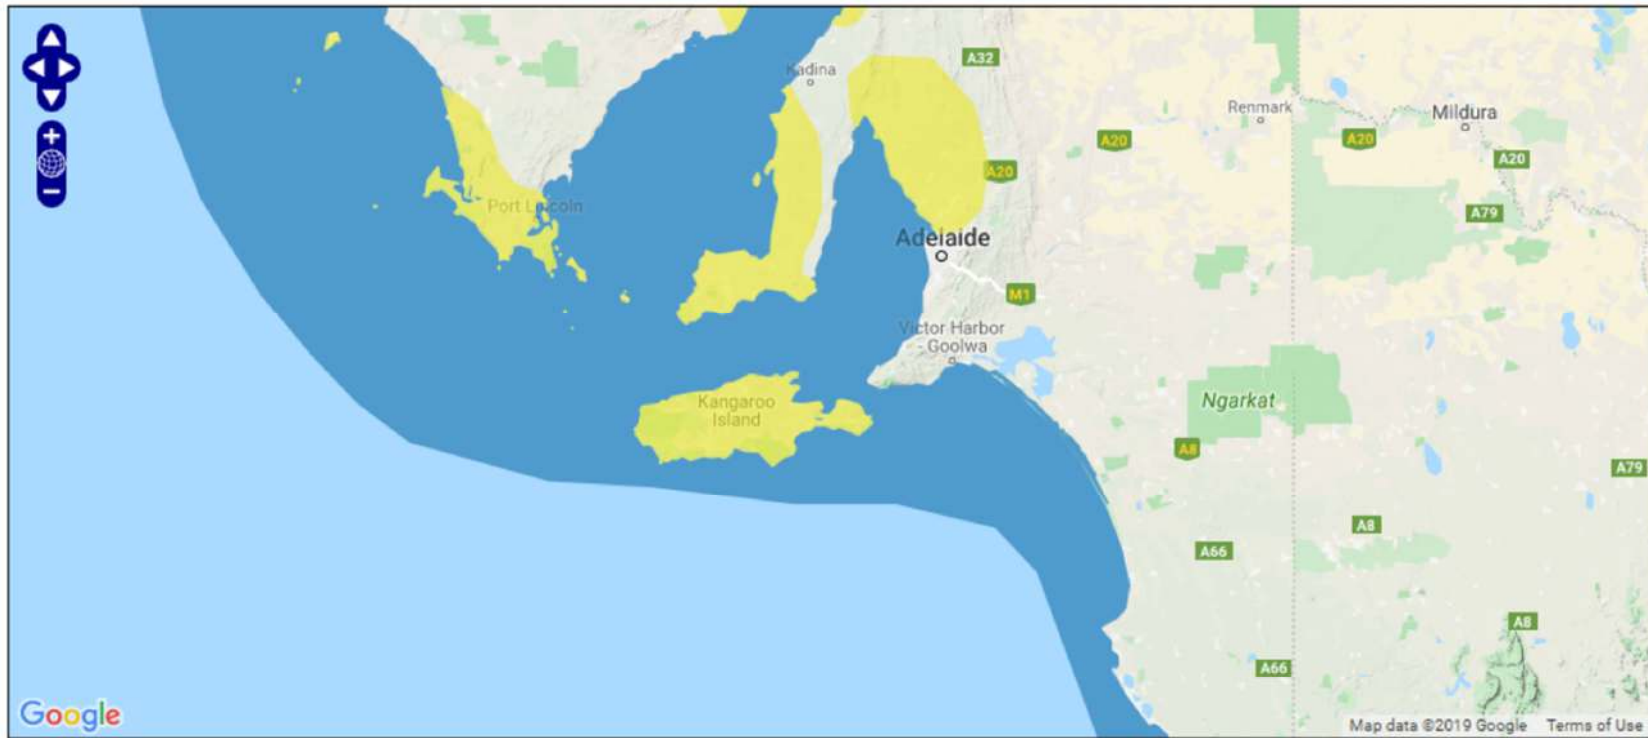 Kadina
A32
Renmark
Mildura
A20
A20
A20
A20
Port Lincoln
A79
Adelaide
M1
Victor Harbor
- Goolwa
Kangaroo
Island
Ngarkat
A8
A79
A8
A66
A8
A66
Google
Map data ©2019 Google Terms of Use